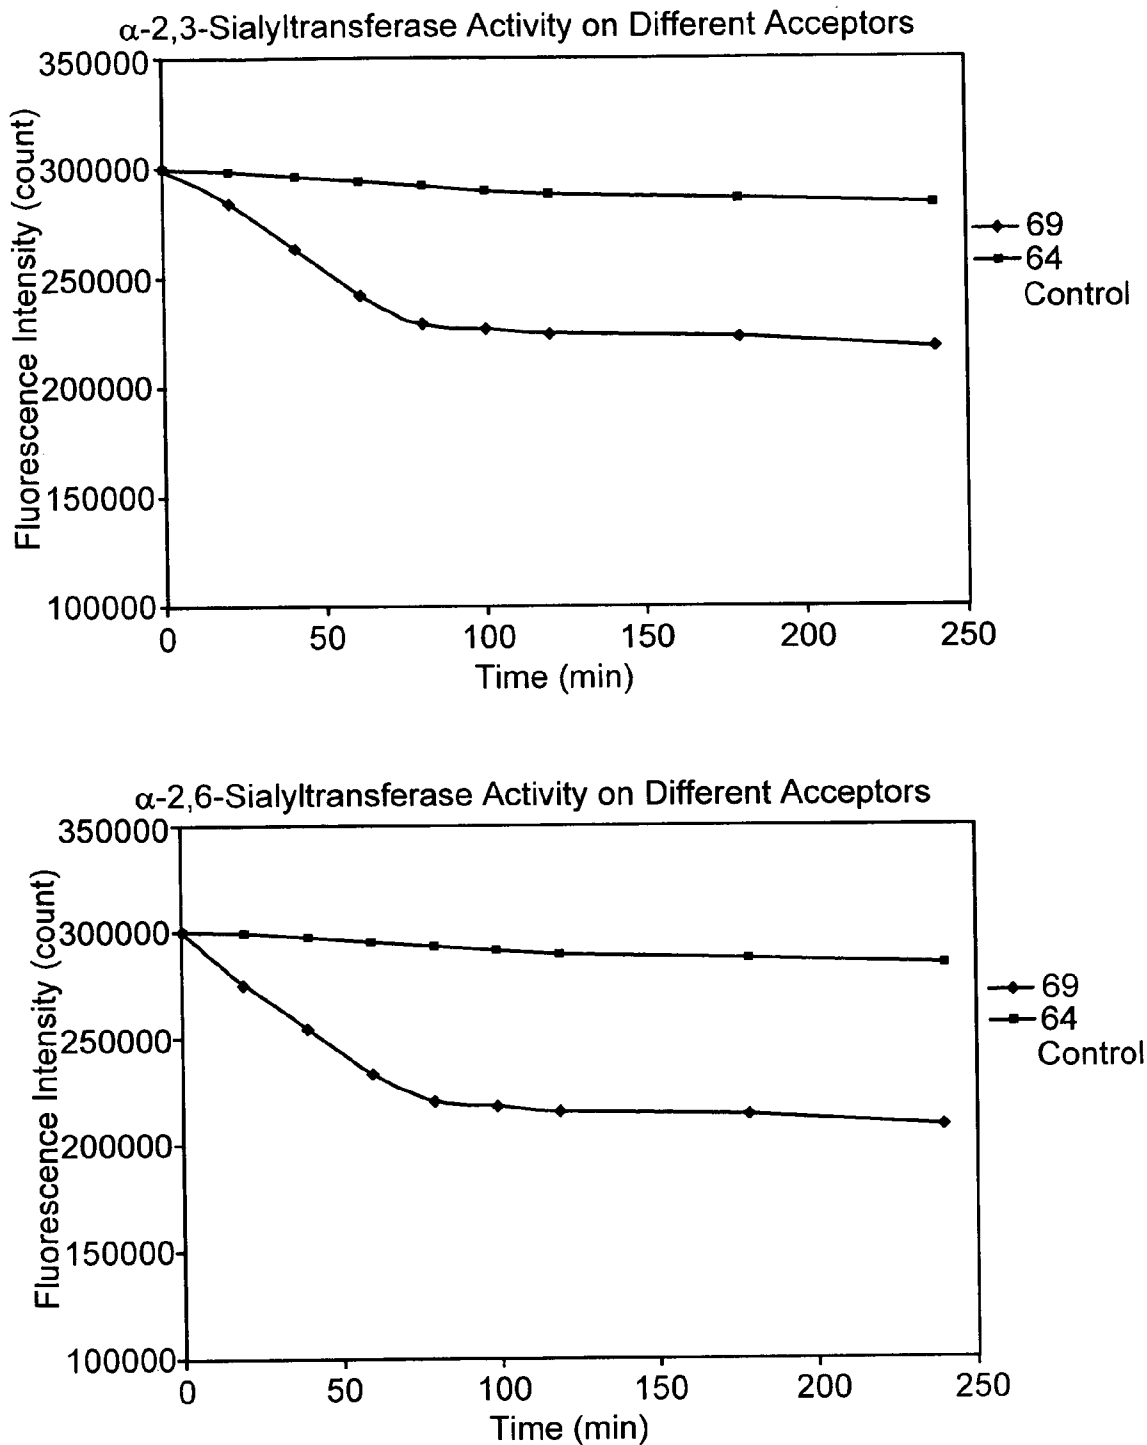 α-2,3-Sialyltransferase Activity on Different Acceptors
Fluorescence Intensity (count)
350000
300000
250000
200000
150000
100000
0 50 100 150 200 250
Time (min)
69
64
Control
α-2,6-Sialyltransferase Activity on Different Acceptors
Fluorescence Intensity (count)
350000
300000
250000
200000
150000
100000
0 50 100 150 200 250
Time (min)
69
64
Control